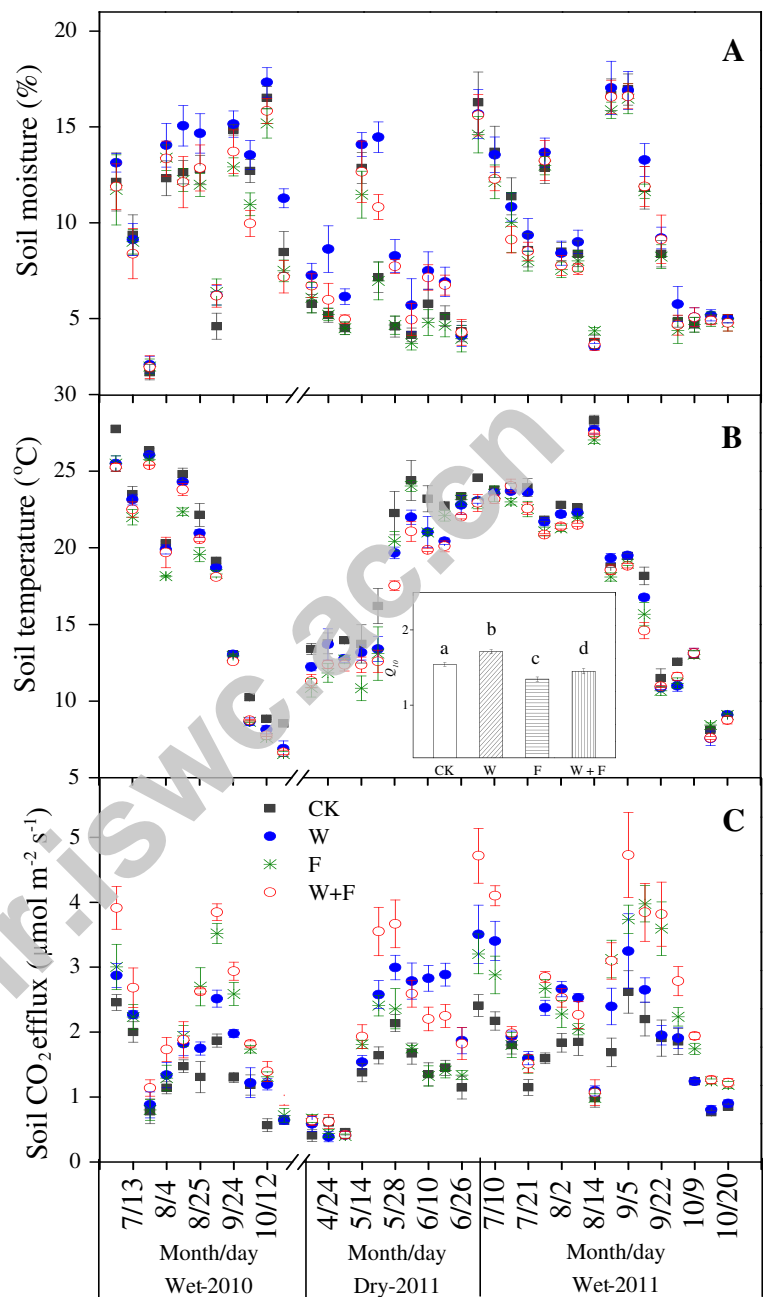 20
15
10
5
Soil moisture (%)
A
30
25
20
15
10
5
Soil temperature (°C)
B
2
1
Q10
a
b
c
d
CK
W
F
W+F
CK
W
F
W+F
C
5
4
3
2
1
0
Soil CO2 efflux (μmol m-2 s-1)
7/13
8/4
8/25
9/24
10/12
4/24
5/14
5/28
6/10
6/26
7/10
7/21
8/2
8/14
9/5
9/22
10/9
10/20
Month/day
Month/day
Month/day
Wet-2010
Dry-2011
Wet-2011
ir.iswc.ac.cn